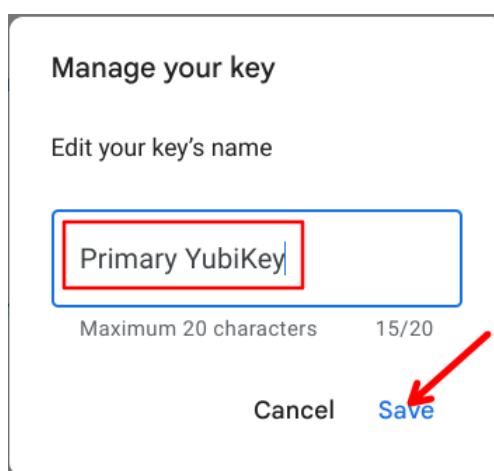 Manage your key
Edit your key’s name
Primary YubiKey
Maximum 20 characters 15/20
Cancel Save